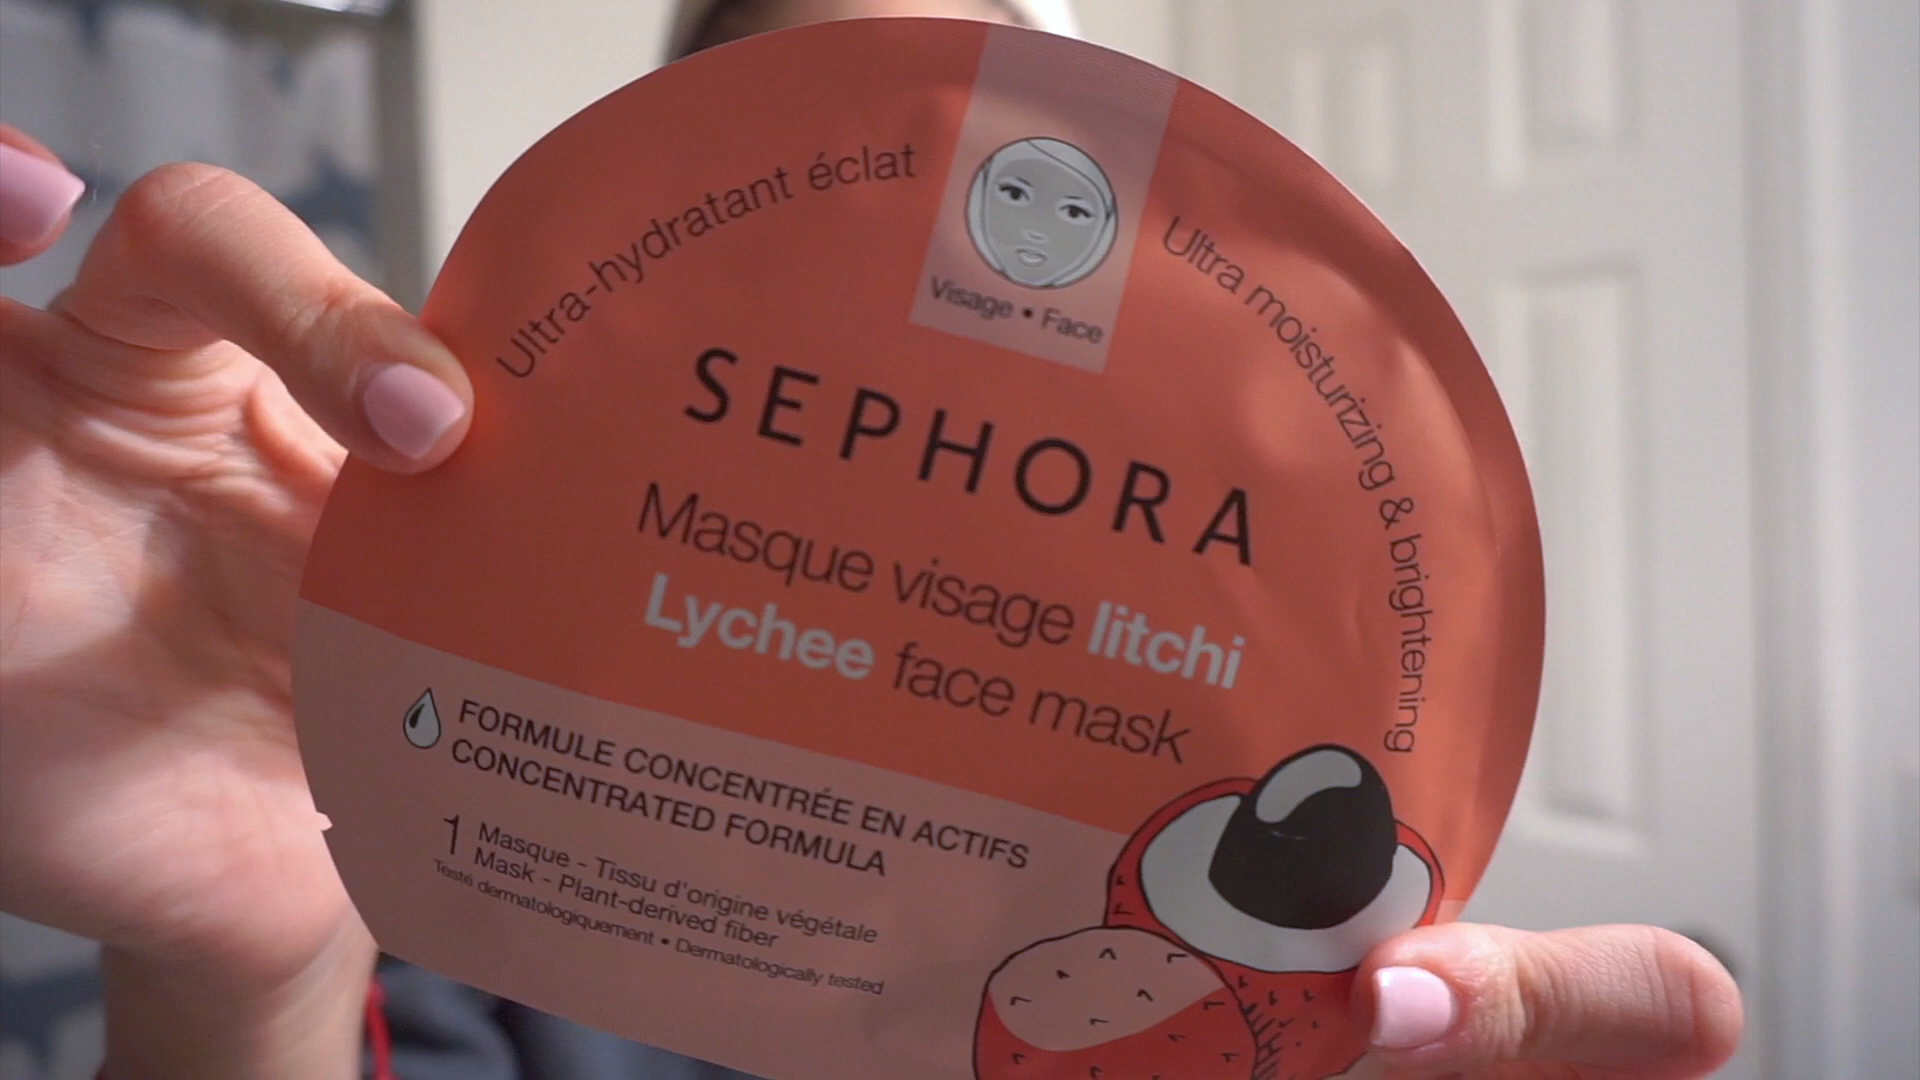 Ultra-hydratant éclat
Visage • Face
Ultra moisturizing & brightening
SEPHORA
Masque visage litchi
Lychee face mask
FORMULE CONCENTRÉE EN ACTIFS
CONCENTRATED FORMULA
1 Masque - Tissu d'origine végétale
Mask - Plant-derived fiber
Testé dermatologiquement • Dermatologically tested